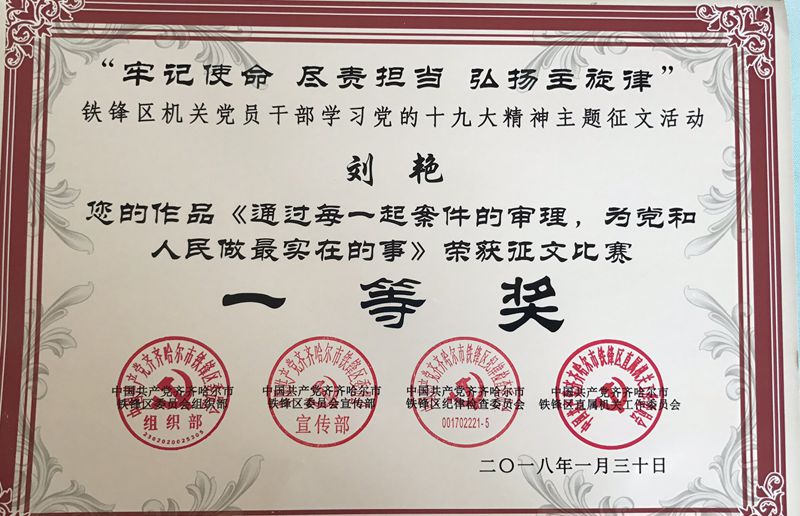 “牢记使命 尽责担当 弘扬主旋律”
铁锋区机关党员干部学习党的十九大精神主题征文活动
刘艳
您的作品《通过每一起案件的审理，为党和
人民做最实在的事》荣获征文比赛
一等奖
中国共产党齐齐哈尔市
铁锋区委员会组织部
组织部
2302020025305
中国共产党齐齐哈尔市
铁锋区委员会宣传部
宣传部
中国共产党齐齐哈尔市
铁锋区纪律检查委员会
001702221-5
中国共产党齐齐哈尔市
铁锋区直属机关工作委员会
二〇一八年一月三十日